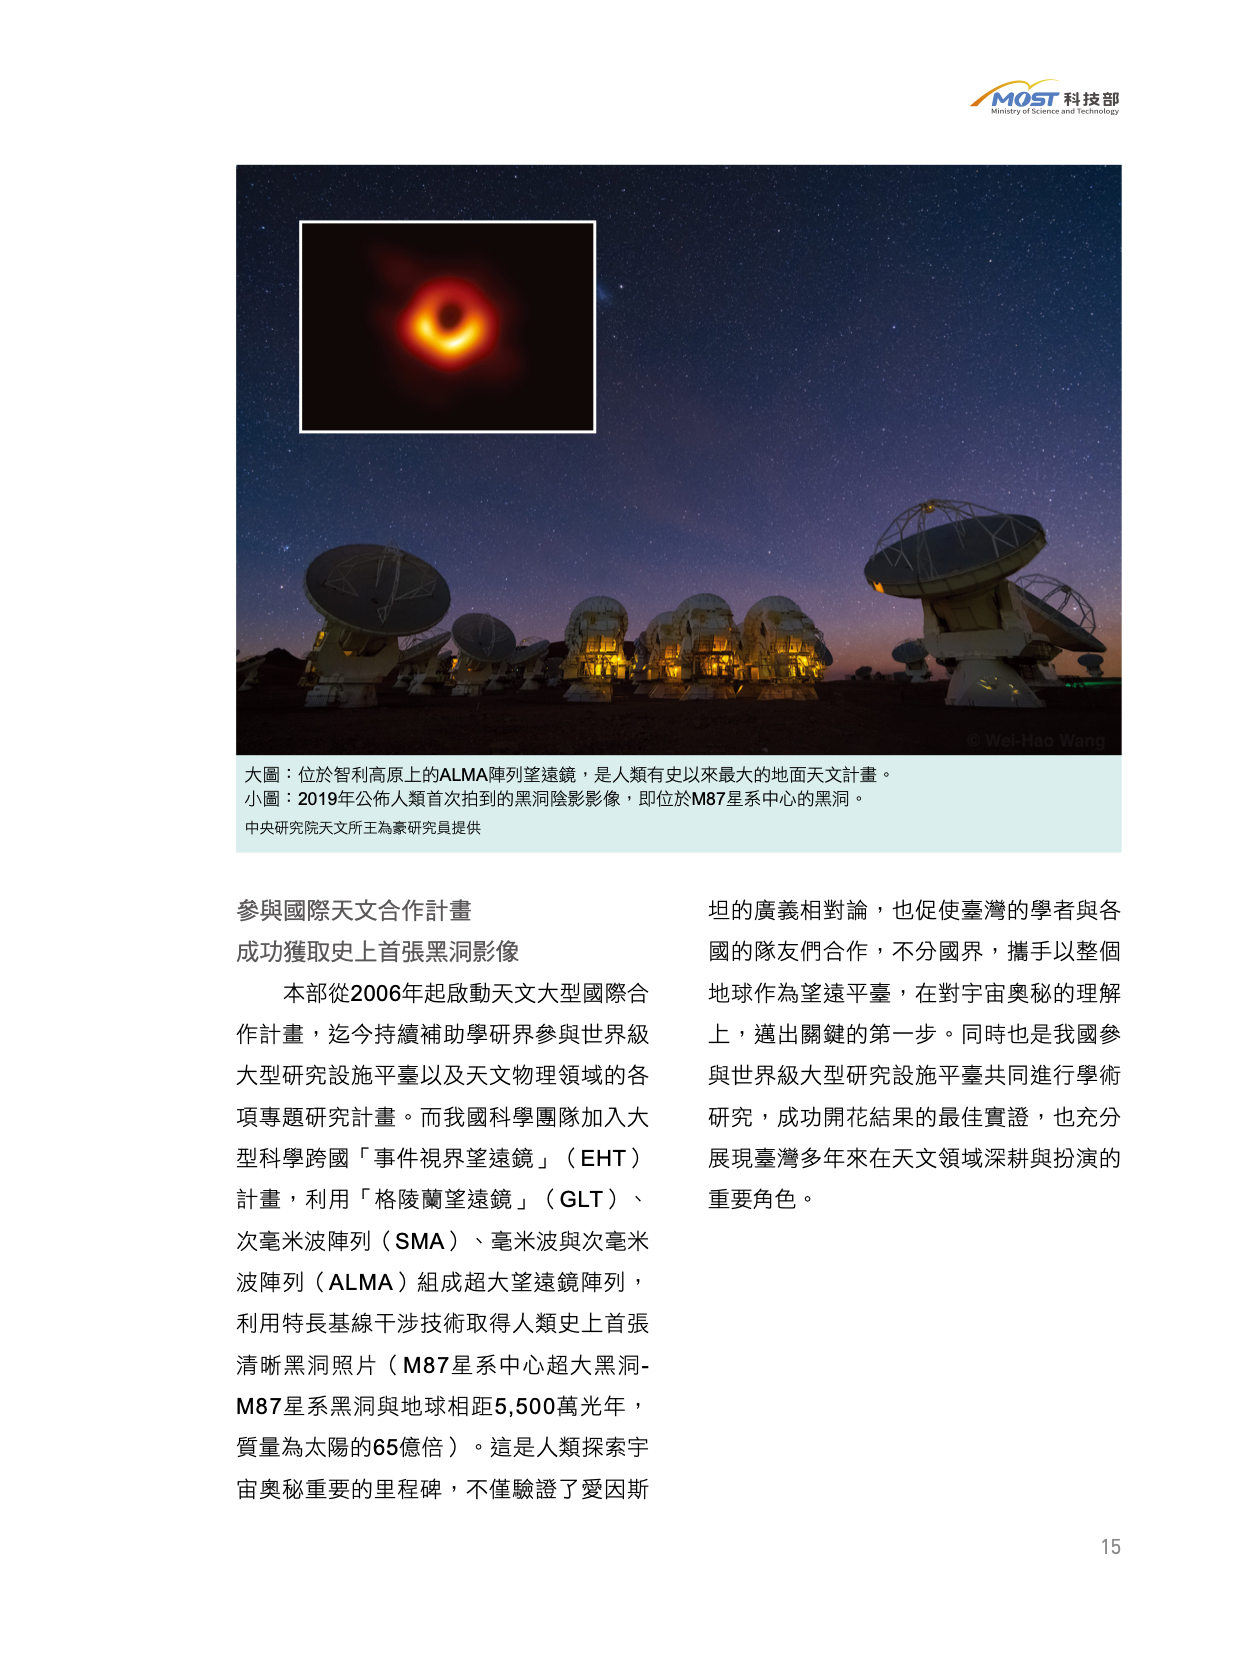 MOST 科技部
Ministry of Science and Technology
© Wei-Hao Wang
大圖：位於智利高原上的ALMA陣列望遠鏡，是人類有史以來最大的地面天文計畫。
小圖：2019年公佈人類首次拍到的黑洞陰影影像，即位於M87星系中心的黑洞。
中央研究院天文所王為豪研究員提供
參與國際天文合作計畫
成功獲取史上首張黑洞影像
本部從2006年起啟動天文大型國際合
作計畫，迄今持續補助學研界參與世界級
大型研究設施平臺以及天文物理領域的各
項專題研究計畫。而我國科學團隊加入大
型科學跨國「事件視界望遠鏡」（EHT）
計畫，利用「格陵蘭望遠鏡」（GLT）、
次毫米波陣列（SMA）、毫米波與次毫米
波陣列（ALMA）組成超大望遠鏡陣列，
利用特長基線干涉技術取得人類史上首張
清晰黑洞照片（M87星系中心超大黑洞-
M87星系黑洞與地球相距5,500萬光年，
質量為太陽的65億倍）。這是人類探索宇
宙奧秘重要的里程碑，不僅驗證了愛因斯
坦的廣義相對論，也促使臺灣的學者與各
國的隊友們合作，不分國界，攜手以整個
地球作為望遠平臺，在對宇宙奧秘的理解
上，邁出關鍵的第一步。同時也是我國參
與世界級大型研究設施平臺共同進行學術
研究，成功開花結果的最佳實證，也充分
展現臺灣多年來在天文領域深耕與扮演的
重要角色。
15